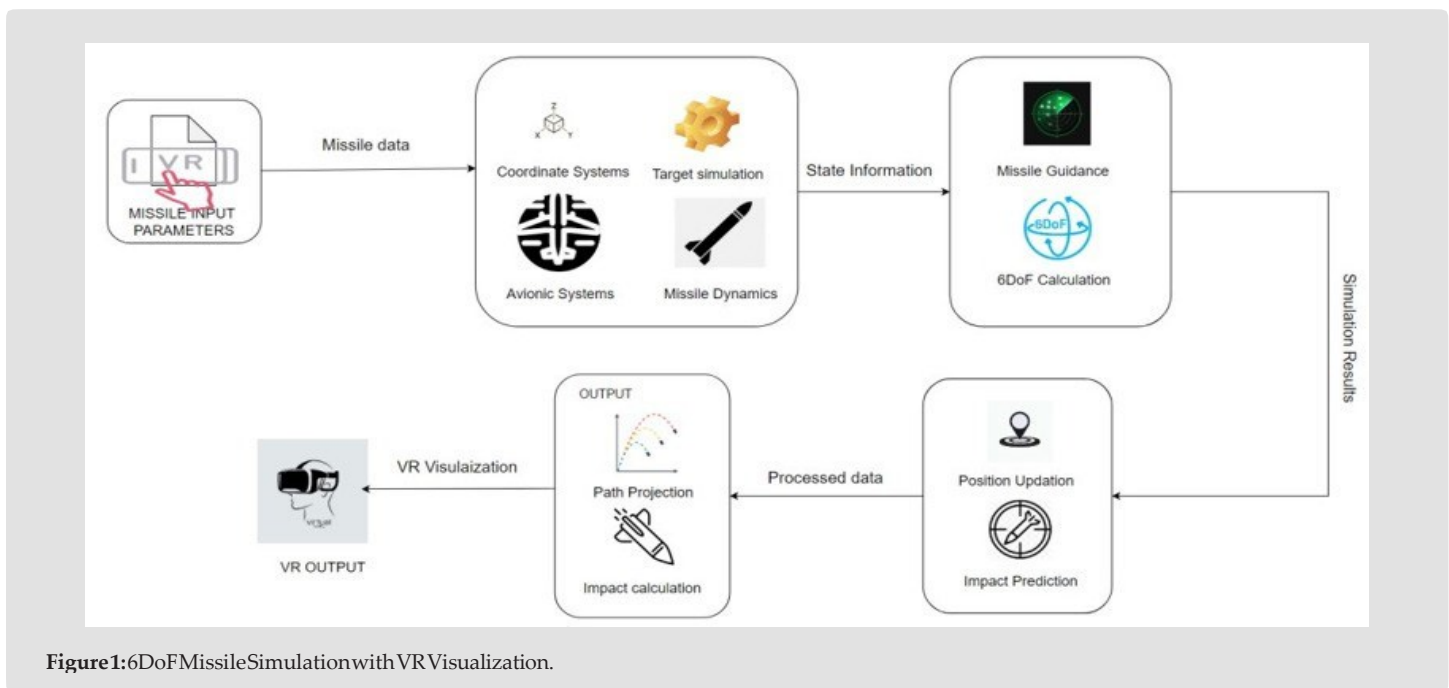 VR
MISSILE INPUT
PARAMETERS
Missile data
Z
X Y
Coordinate Systems
Target simulation
Avionic Systems
Missile Dynamics
State Information
Missile Guidance
6DoF
6DoF Calculation
Simulation Results
Position Updation
Impact Prediction
Processed data
OUTPUT
Path Projection
Impact calculation
VR Visulaization
VR OUTPUT
Figure1:6DoFMissileSimulationwithVRVisualization.